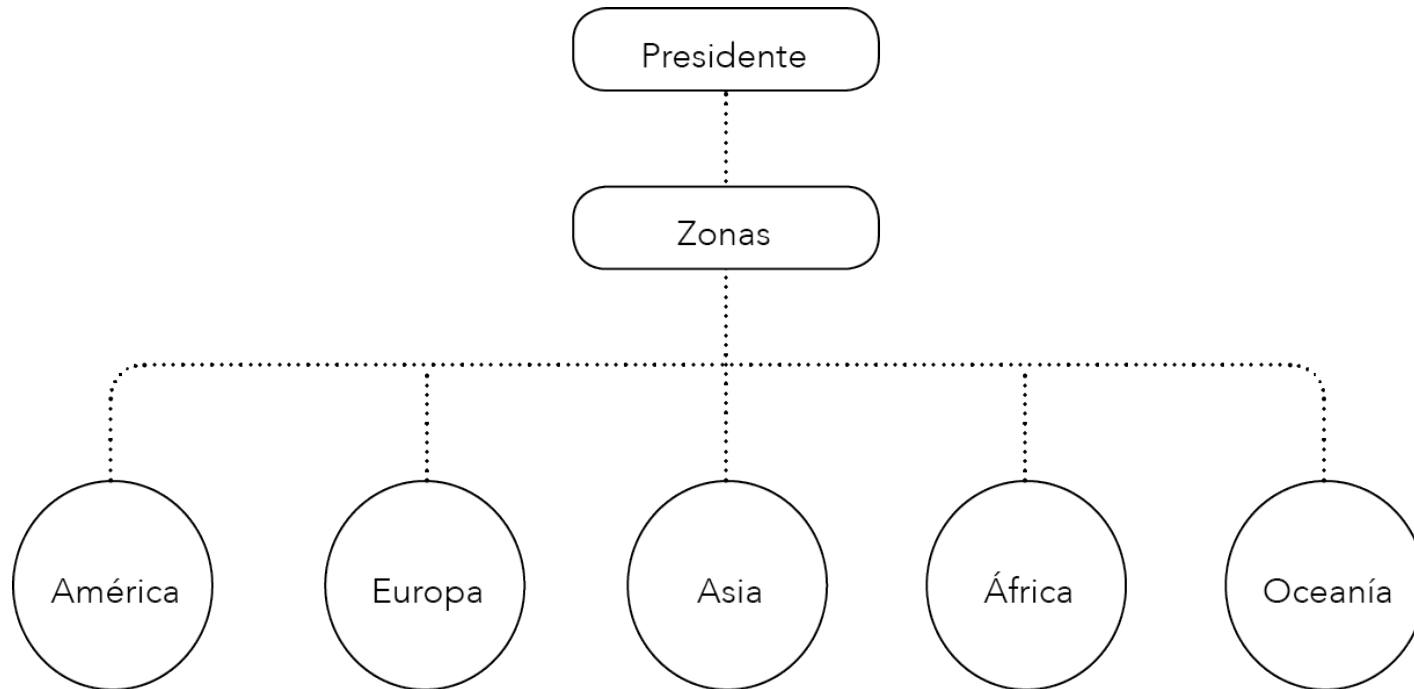 Presidente
Zonas
América
Europa
Asia
África
Oceanía